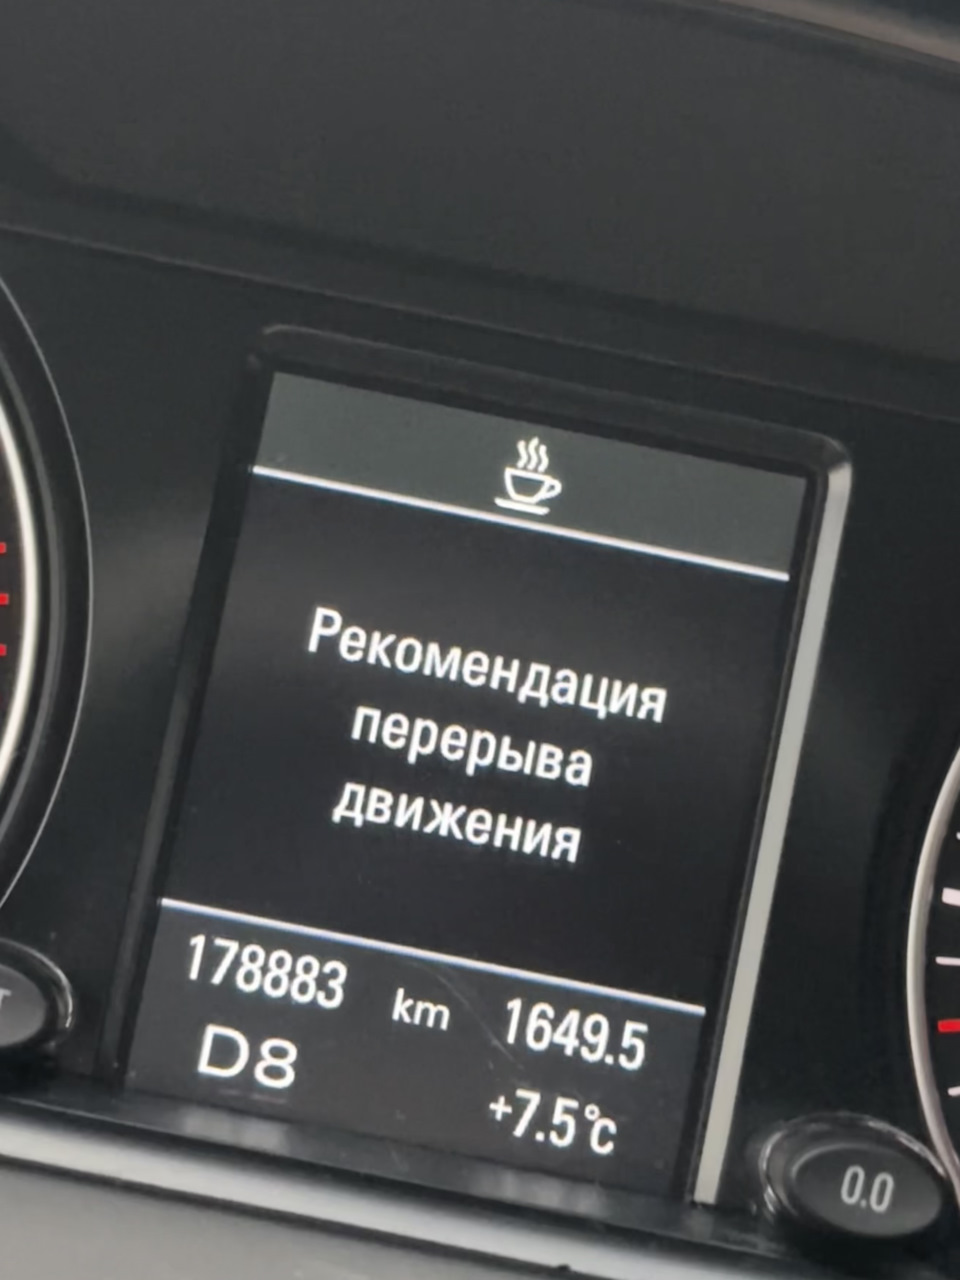 Рекомендация
перерыва
движения
178883 km 1649.5
D8 +7.5°C
0.0